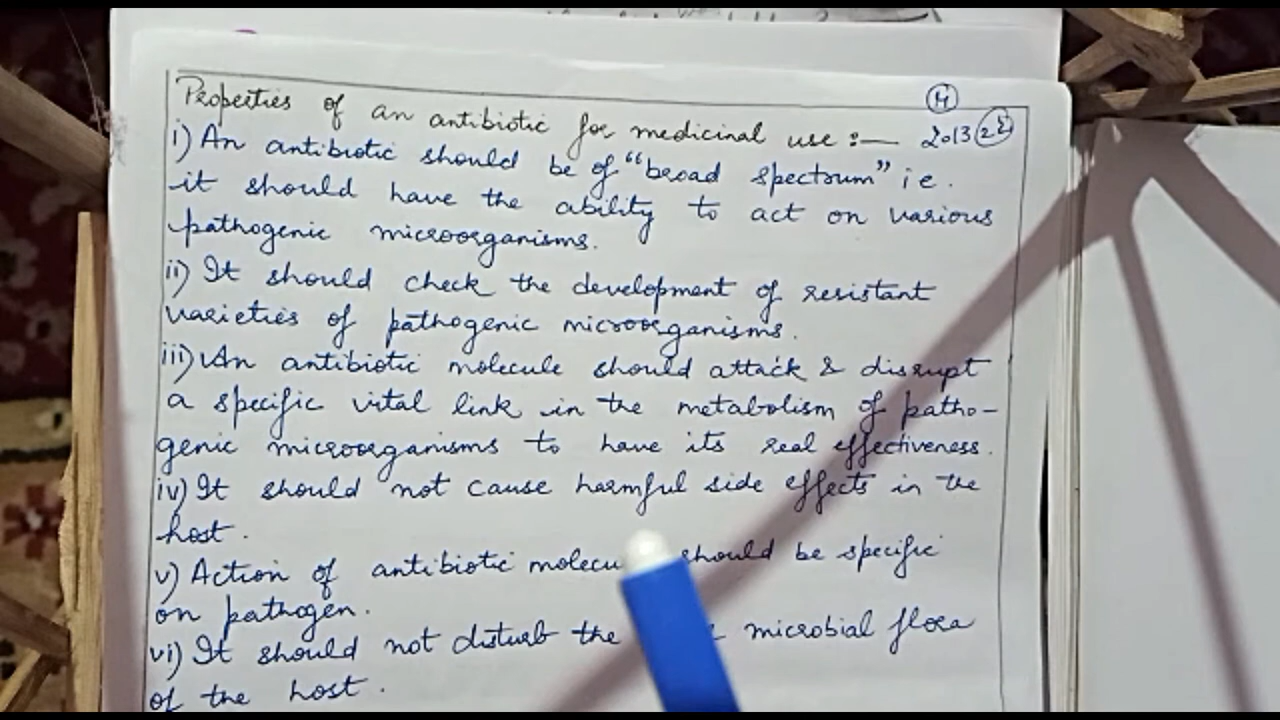 Properties of an antibiotic for medicinal use :— 2013 (22) (H)
i) An antibiotic should be of "broad spectrum" i e.
it should have the ability to act on various
pathogenic microorganisms.
ii) It should check the development of resistant
varieties of pathogenic microorganisms.
iii) An antibiotic molecule should attack & disrupt
a specific vital link in the metabolism of patho-
genic microorganisms to have its real effectiveness.
iv) It should not cause harmful side effects in the
host.
v) Action of antibiotic should be specific
on pathogen.
vi) It should not disturb the microbial flora
of the host.